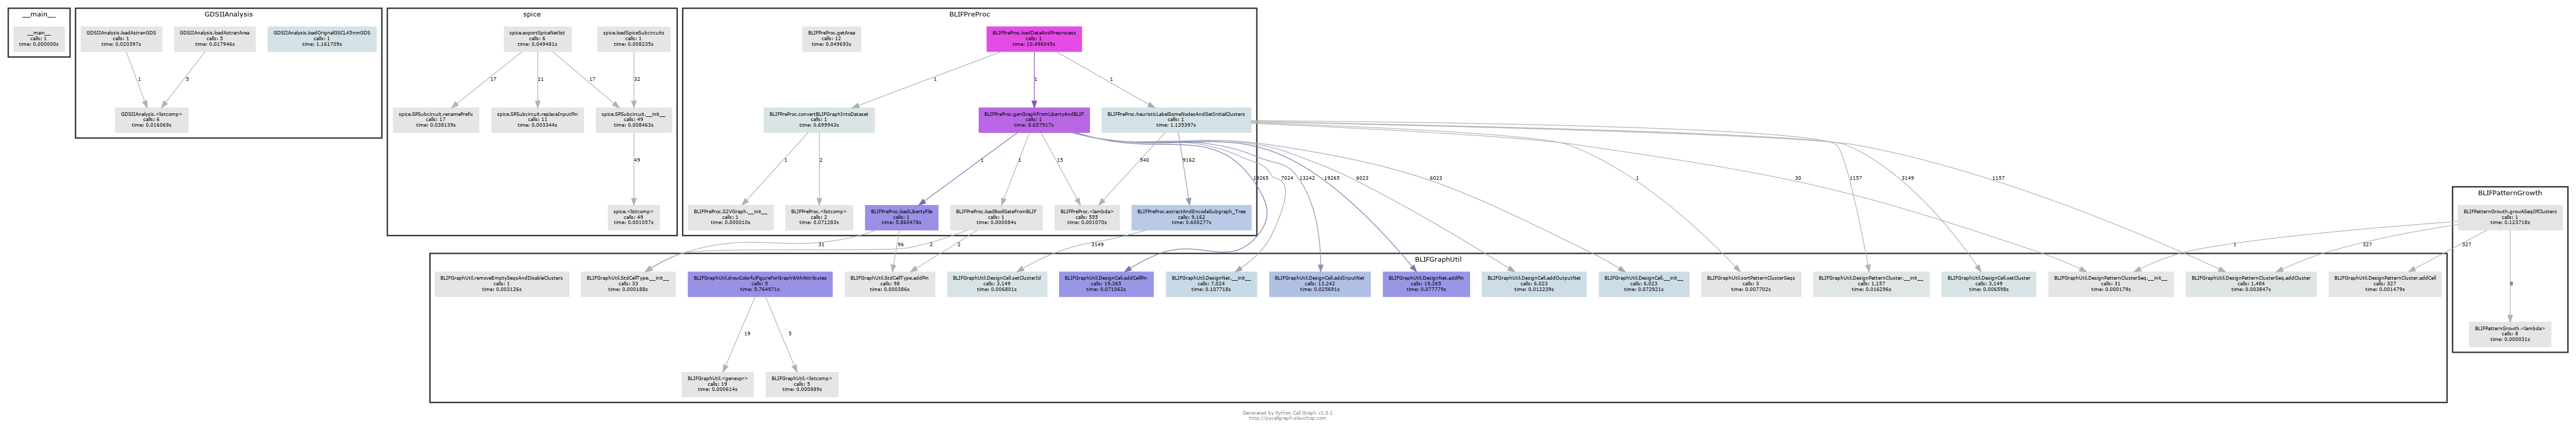 __main__
__main__
calls: 1
time: 0.000000s
GDSIIAnalysis
GDSIIAnalysis.loadAstranGDS
calls: 1
time: 0.020397s
GDSIIAnalysis.loadAstranArea
calls: 5
time: 0.017946s
GDSIIAnalysis.loadOrignalGSCL45nmGDS
calls: 1
time: 1.161709s
1
5
GDSIIAnalysis.<listcomp>
calls: 6
time: 0.016069s
spice
spice.exportSpiceNetlist
calls: 6
time: 0.049481s
spice.loadSpiceSubcircuits
calls: 1
time: 0.008235s
17
11
17
32
spice.SPSubcircuit.renamePrefix
calls: 17
time: 0.038139s
spice.SPSubcircuit.replaceInputPin
calls: 11
time: 0.003344s
spice.SPSubcircuit.__init__
calls: 49
time: 0.008463s
49
spice.<listcomp>
calls: 49
time: 0.001057s
BLIFPreProc
BLIFPreProc.getArea
calls: 12
time: 0.049693s
BLIFPreProc.loadDataAndPreprocess
calls: 1
time: 10.496045s
1
1
1
BLIFPreProc.convertBLIFGraphIntoDataset
calls: 1
time: 0.699943s
BLIFPreProc.genGraphFromLibertyAndBLIF
calls: 1
time: 8.657917s
BLIFPreProc.heuristicLabelSomeNodesAndGetInitialClusters
calls: 1
time: 1.135397s
1
2
1
1
15
540
9162
19265
7024
13242
19265
6023
6023
1
30
1157
3149
1157
BLIFPreProc.S2VGraph.__init__
calls: 1
time: 0.000010s
BLIFPreProc.<listcomp>
calls: 2
time: 0.071283s
BLIFPreProc.loadLibertyFile
calls: 1
time: 5.860478s
BLIFPreProc.loadBoolGateFromBLIF
calls: 1
time: 0.000084s
BLIFPreProc.<lambda>
calls: 555
time: 0.001070s
BLIFPreProc.extractAndEncodeSubgraph_Tree
calls: 9,162
time: 0.600277s
BLIFPatternGrowth
BLIFPatternGrowth.growASeqOfClusters
calls: 1
time: 0.123718s
31
96
2
2
3149
1
327
327
8
BLIFGraphUtil
BLIFGraphUtil.removeEmptySeqsAndDisableClusters
calls: 1
time: 0.003126s
BLIFGraphUtil.StdCellType.__init__
calls: 33
time: 0.000188s
BLIFGraphUtil.drawColorfulFigureForGraphWithAttributes
calls: 5
time: 5.764971s
BLIFGraphUtil.StdCellType.addPin
calls: 98
time: 0.000386s
BLIFGraphUtil.DesignCell.setClusterId
calls: 3,149
time: 0.006801s
BLIFGraphUtil.DesignCell.addCellPin
calls: 19,265
time: 0.071062s
BLIFGraphUtil.DesignNet.__init__
calls: 7,024
time: 0.107718s
BLIFGraphUtil.DesignCell.addInputNet
calls: 13,242
time: 0.025691s
BLIFGraphUtil.DesignNet.addPin
calls: 19,265
time: 0.077779s
BLIFGraphUtil.DesignCell.addOutputNet
calls: 6,023
time: 0.012239s
BLIFGraphUtil.DesignCell.__init__
calls: 6,023
time: 0.072921s
BLIFGraphUtil.sortPatternClusterSeqs
calls: 3
time: 0.007702s
BLIFGraphUtil.DesignPatternCluster.__init__
calls: 1,157
time: 0.016296s
BLIFGraphUtil.DesignCell.setCluster
calls: 3,149
time: 0.006598s
BLIFGraphUtil.DesignPatternClusterSeq.__init__
calls: 31
time: 0.000179s
BLIFGraphUtil.DesignPatternClusterSeq.addCluster
calls: 1,484
time: 0.003847s
BLIFGraphUtil.DesignPatternCluster.addCell
calls: 327
time: 0.001479s
BLIFPatternGrowth.<lambda>
calls: 8
time: 0.000031s
19
5
BLIFGraphUtil.<genexpr>
calls: 19
time: 0.000614s
BLIFGraphUtil.<listcomp>
calls: 5
time: 0.000889s
Generated by Python Call Graph v1.0.1
http://pycallgraph.slowchop.com